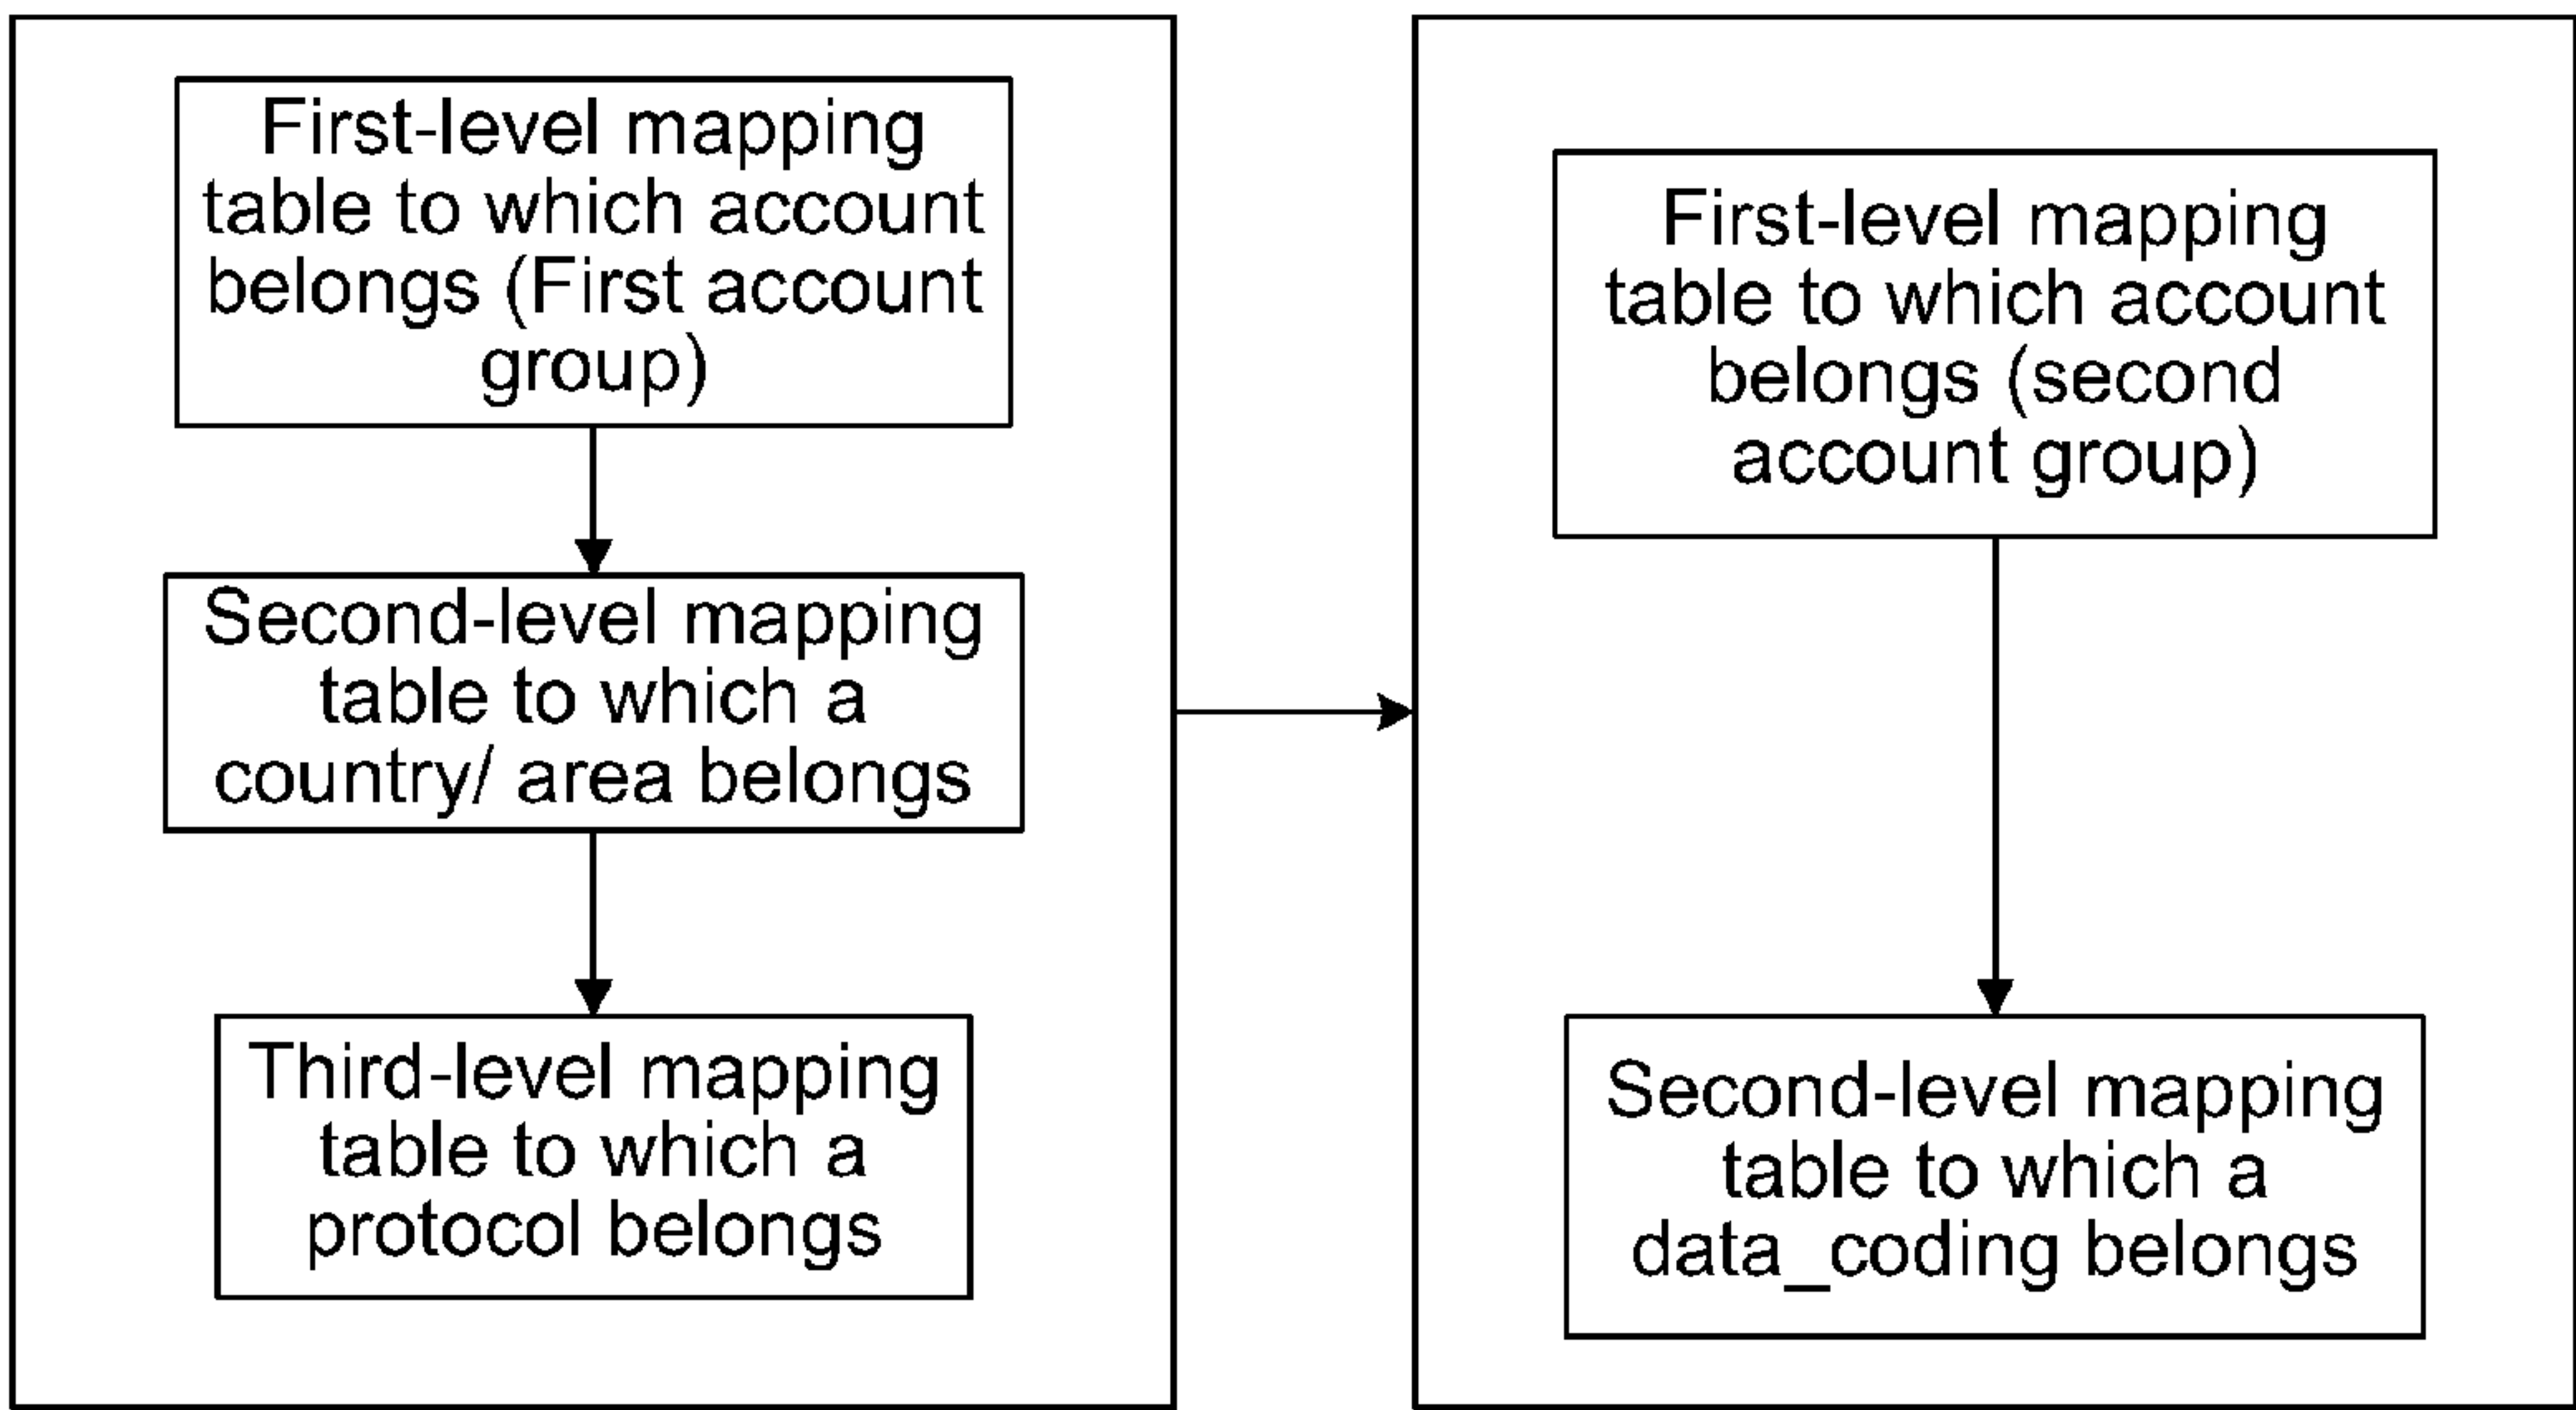 First-level mapping
table to which account
belongs (First account
group)
Second-level mapping
table to which a
country/ area belongs
Third-level mapping
table to which a
protocol belongs
First-level mapping
table to which account
belongs (second
account group)
Second-level mapping
table to which a
data_coding belongs